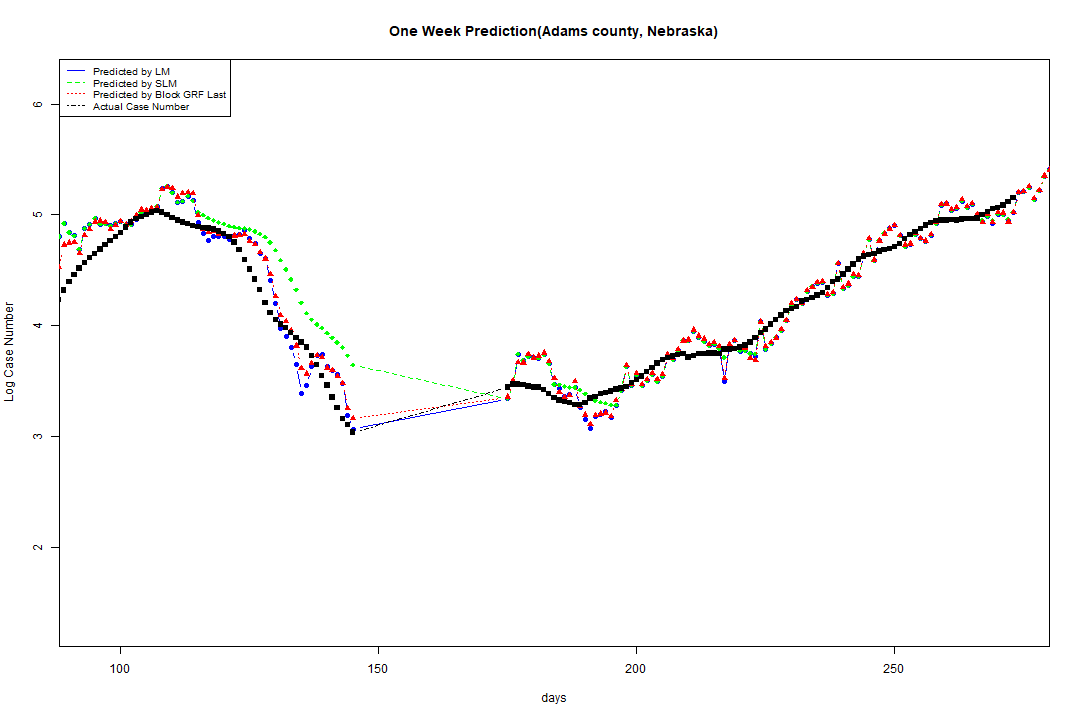 One Week Prediction(Adams county, Nebraska)
Predicted by LM
Predicted by SLM
Predicted by Block GRF Last
Actual Case Number
6
5
4
3
2
Log Case Number
100 150 200 250
days